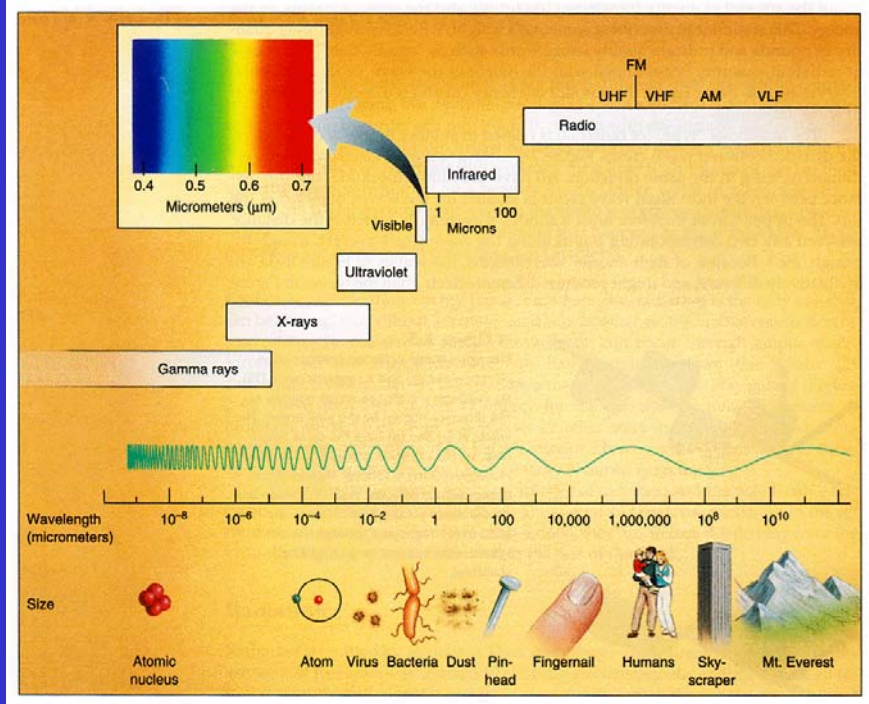 FM
UHF VHF AM VLF
Radio
Infrared
1 100
Microns
0.4 0.5 0.6 0.7
Micrometers (μm)
Visible
Ultraviolet
X-rays
Gamma rays
Wavelength
(micrometers)
10⁻⁸ 10⁻⁶ 10⁻⁴ 10⁻² 1 100 10,000 1,000,000 10⁸ 10¹⁰
Size
Atomic
nucleus
Atom
Virus
Bacteria
Dust
Pin-
head
Fingernail
Humans
Sky-
scraper
Mt. Everest